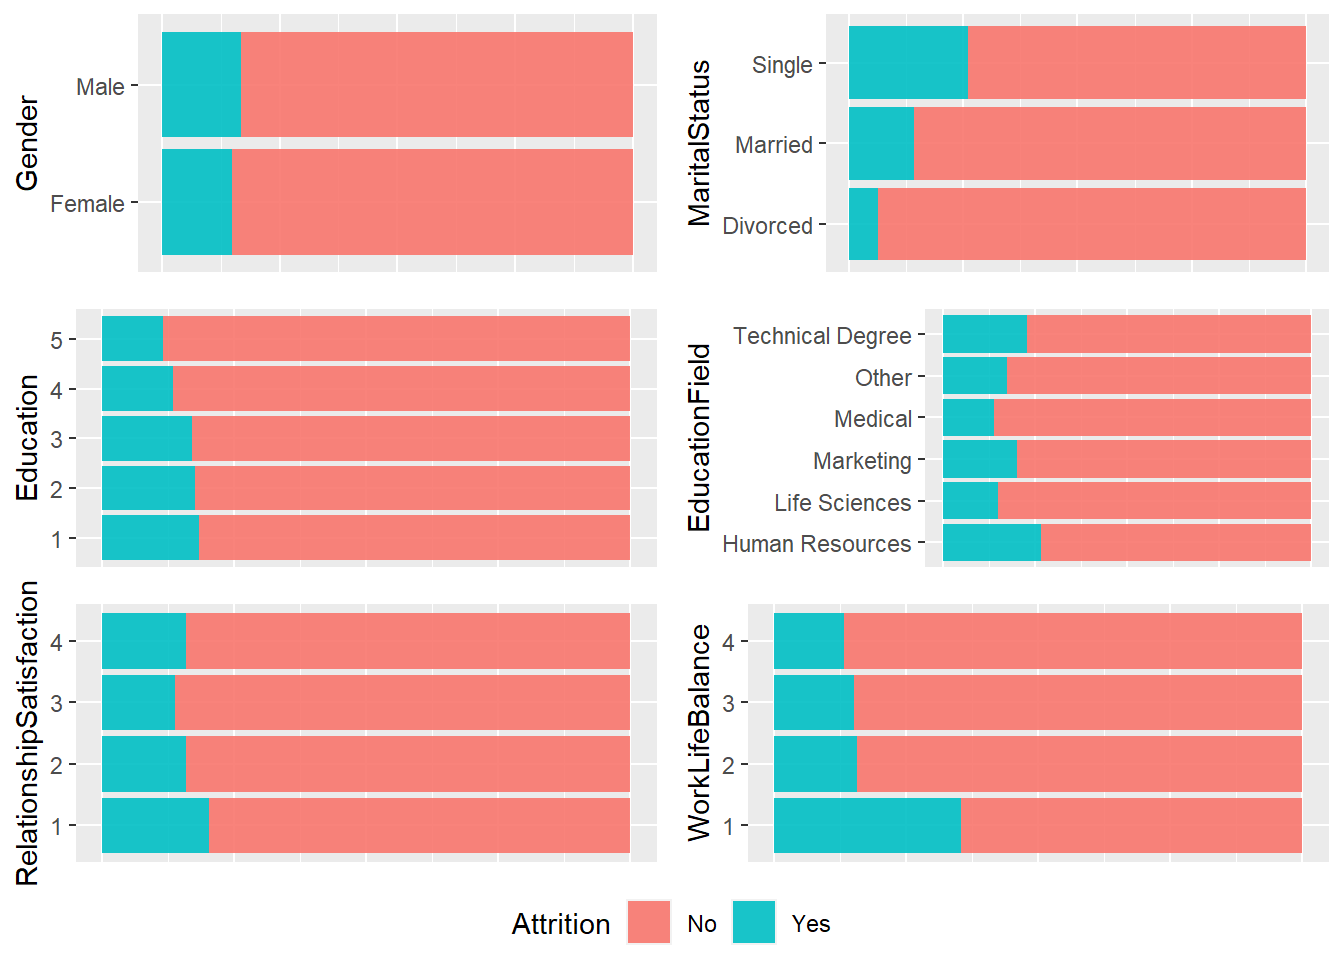 Gender
Male
Female
MaritalStatus
Single
Married
Divorced
Education
5
4
3
2
1
EducationField
Technical Degree
Other
Medical
Marketing
Life Sciences
Human Resources
RelationshipSatisfaction
4
3
2
1
WorkLifeBalance
4
3
2
1
Attrition No Yes